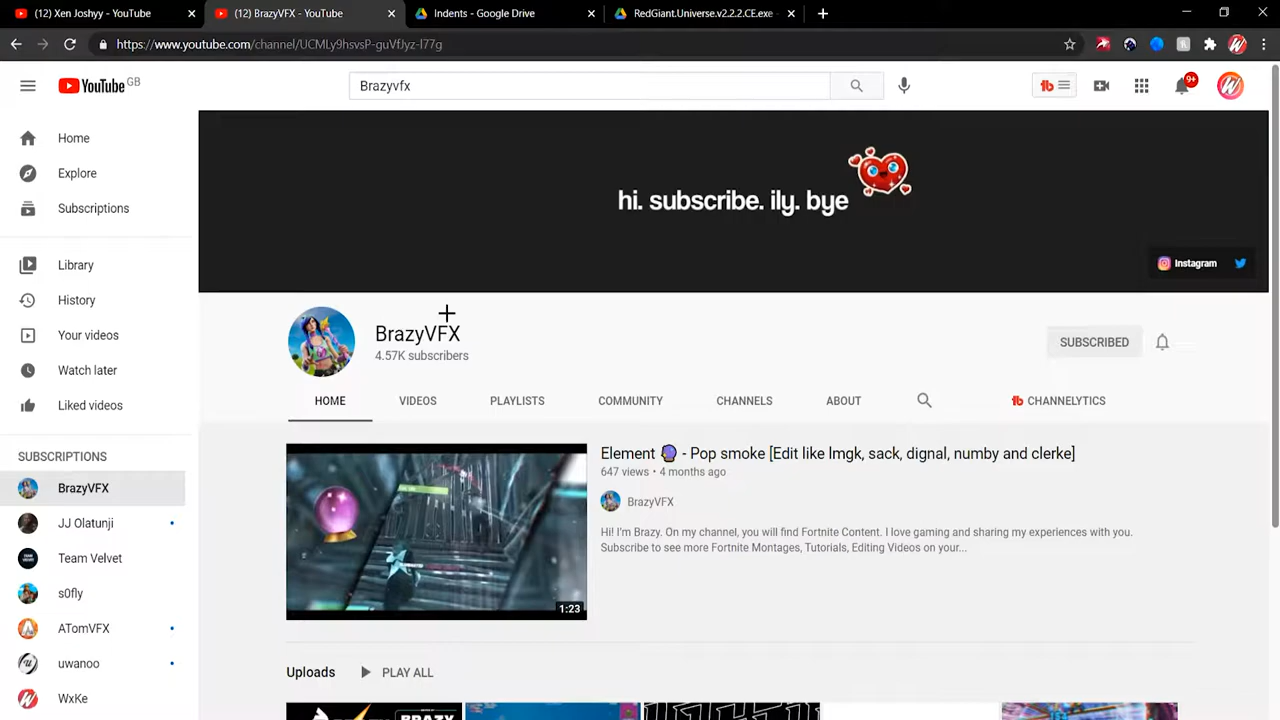 (12) Xen Joshyy - YouTube
(12) BrazyVFX - YouTube
Indents - Google Drive
RedGiant.Universe.v2.2.2.CE.exe -
https://www.youtube.com/channel/UCMLy9hsvsP-guVfJyz-I77g
YouTube GB
Brazyvfx
9+
Home
Explore
Subscriptions
Library
History
Your videos
Watch later
Liked videos
SUBSCRIPTIONS
BrazyVFX
JJ Olatunji
Team Velvet
s0fly
ATomVFX
uwanoo
WxKe
hi. subscribe. ily. bye
Instagram
BrazyVFX
4.57K subscribers
SUBSCRIBED
HOME
VIDEOS
PLAYLISTS
COMMUNITY
CHANNELS
ABOUT
CHANNELYTICS
Element 🔮 - Pop smoke [Edit like lmgk, sack, dignal, numby and clerke]
647 views • 4 months ago
BrazyVFX
Hi! I'm Brazy. On my channel, you will find Fortnite Content. I love gaming and sharing my experiences with you.
Subscribe to see more Fortnite Montages, Tutorials, Editing Videos on your...
1:23
Uploads
PLAY ALL
BRAZY